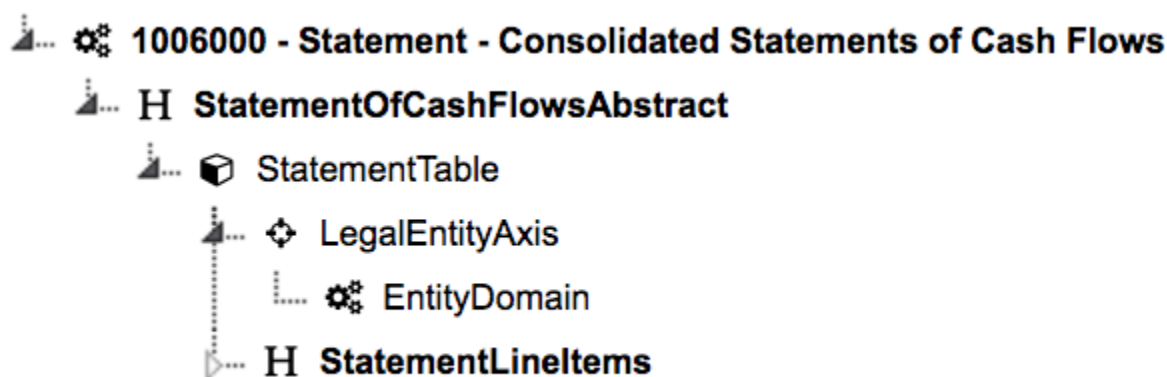 1006000 - Statement - Consolidated Statements of Cash Flows
H StatementOfCashFlowsAbstract
StatementTable
LegalEntityAxis
EntityDomain
H StatementLineItems